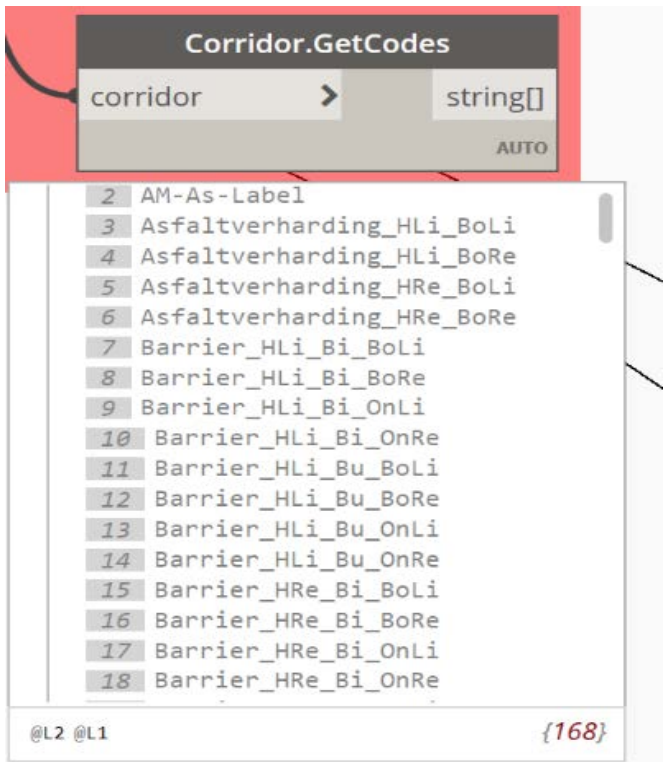 Corridor.GetCodes
corridor > string[]
AUTO
2 AM-As-Label
3 Asfaltverharding_HLi_BoLi
4 Asfaltverharding_HLi_BoRe
5 Asfaltverharding_HRe_BoLi
6 Asfaltverharding_HRe_BoRe
7 Barrier_HLi_Bi_BoLi
8 Barrier_HLi_Bi_BoRe
9 Barrier_HLi_Bi_OnLi
10 Barrier_HLi_Bi_OnRe
11 Barrier_HLi_Bu_BoLi
12 Barrier_HLi_Bu_BoRe
13 Barrier_HLi_Bu_OnLi
14 Barrier_HLi_Bu_OnRe
15 Barrier_HRe_Bi_BoLi
16 Barrier_HRe_Bi_BoRe
17 Barrier_HRe_Bi_OnLi
18 Barrier_HRe_Bi_OnRe
@L2 @L1 {168}